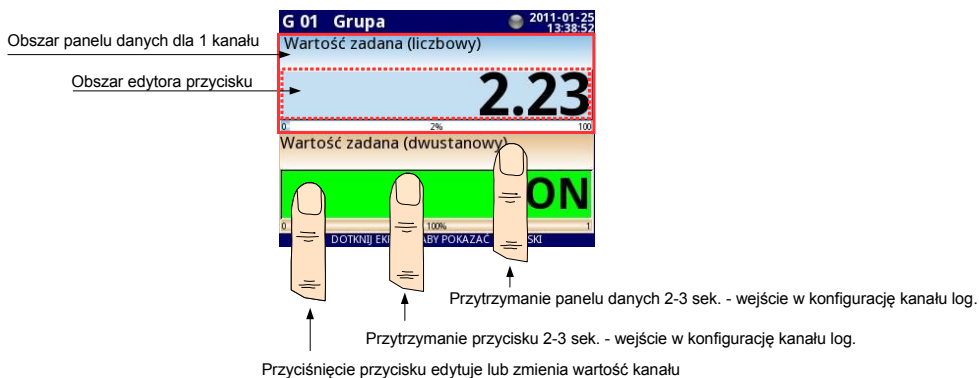 G 01 Grupa
2011-01-25
13:38:52
Obszar panelu danych dla 1 kanału
Wartość zadana (liczbowy)
Obszar edytora przycisku
2.23
0 2% 100
Wartość zadana (dwustanowy)
ON
0 100% 1
DOTKNIJ ABY POKAZAĆ
Przytrzymanie panelu danych 2-3 sek. - wejście w konfigurację kanału log.
Przytrzymanie przycisku 2-3 sek. - wejście w konfigurację kanału log.
Przyciśnięcie przycisku edytuje lub zmienia wartość kanału